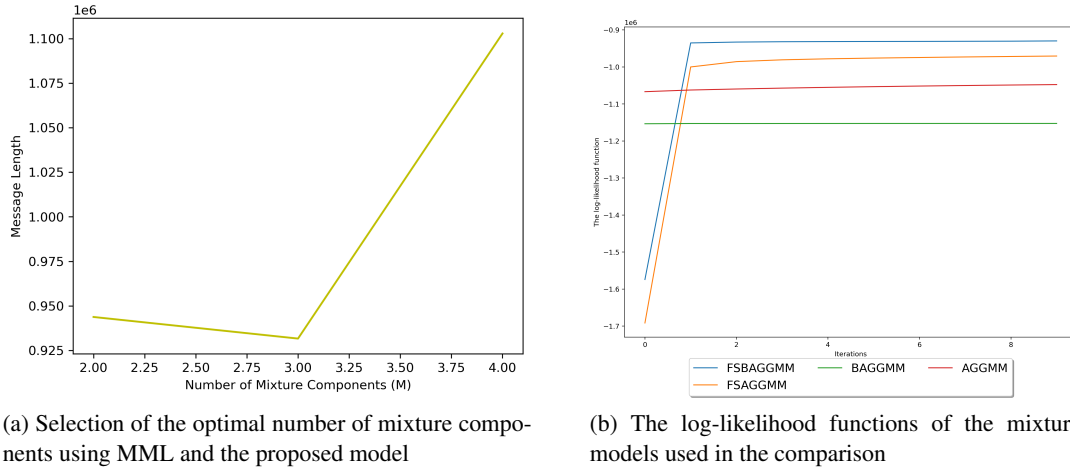 1e6
1.100
1.075
1.050
1.025
1.000
0.975
0.950
0.925
Message Length
2.00 2.25 2.50 2.75 3.00 3.25 3.50 3.75 4.00
Number of Mixture Components (M)
(a) Selection of the optimal number of mixture compo-
nents using MML and the proposed model
1e6
−0.9
−1.0
−1.1
−1.2
−1.3
−1.4
−1.5
−1.6
−1.7
The log-likelihood function
0 2 4 6 8
Iterations
FSBAGGMM BAGGMM AGGMM
FSAGGMM
(b) The log-likelihood functions of the mixtur
models used in the comparison